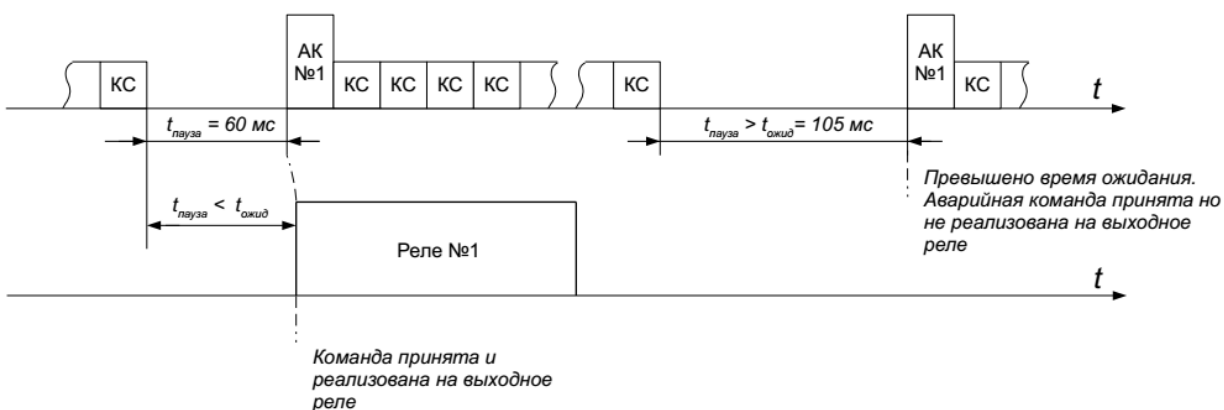 АК
№1
АК
№1
КС
КС
КС
КС
КС
КС
КС
t
tпауза = 60 мс
tпауза > tожид = 105 мс
Превышено время ожидания.
Аварийная команда принята но
не реализована на выходное
реле
tпауза < tожид
Реле №1
t
Команда принята и
реализована на выходное
реле